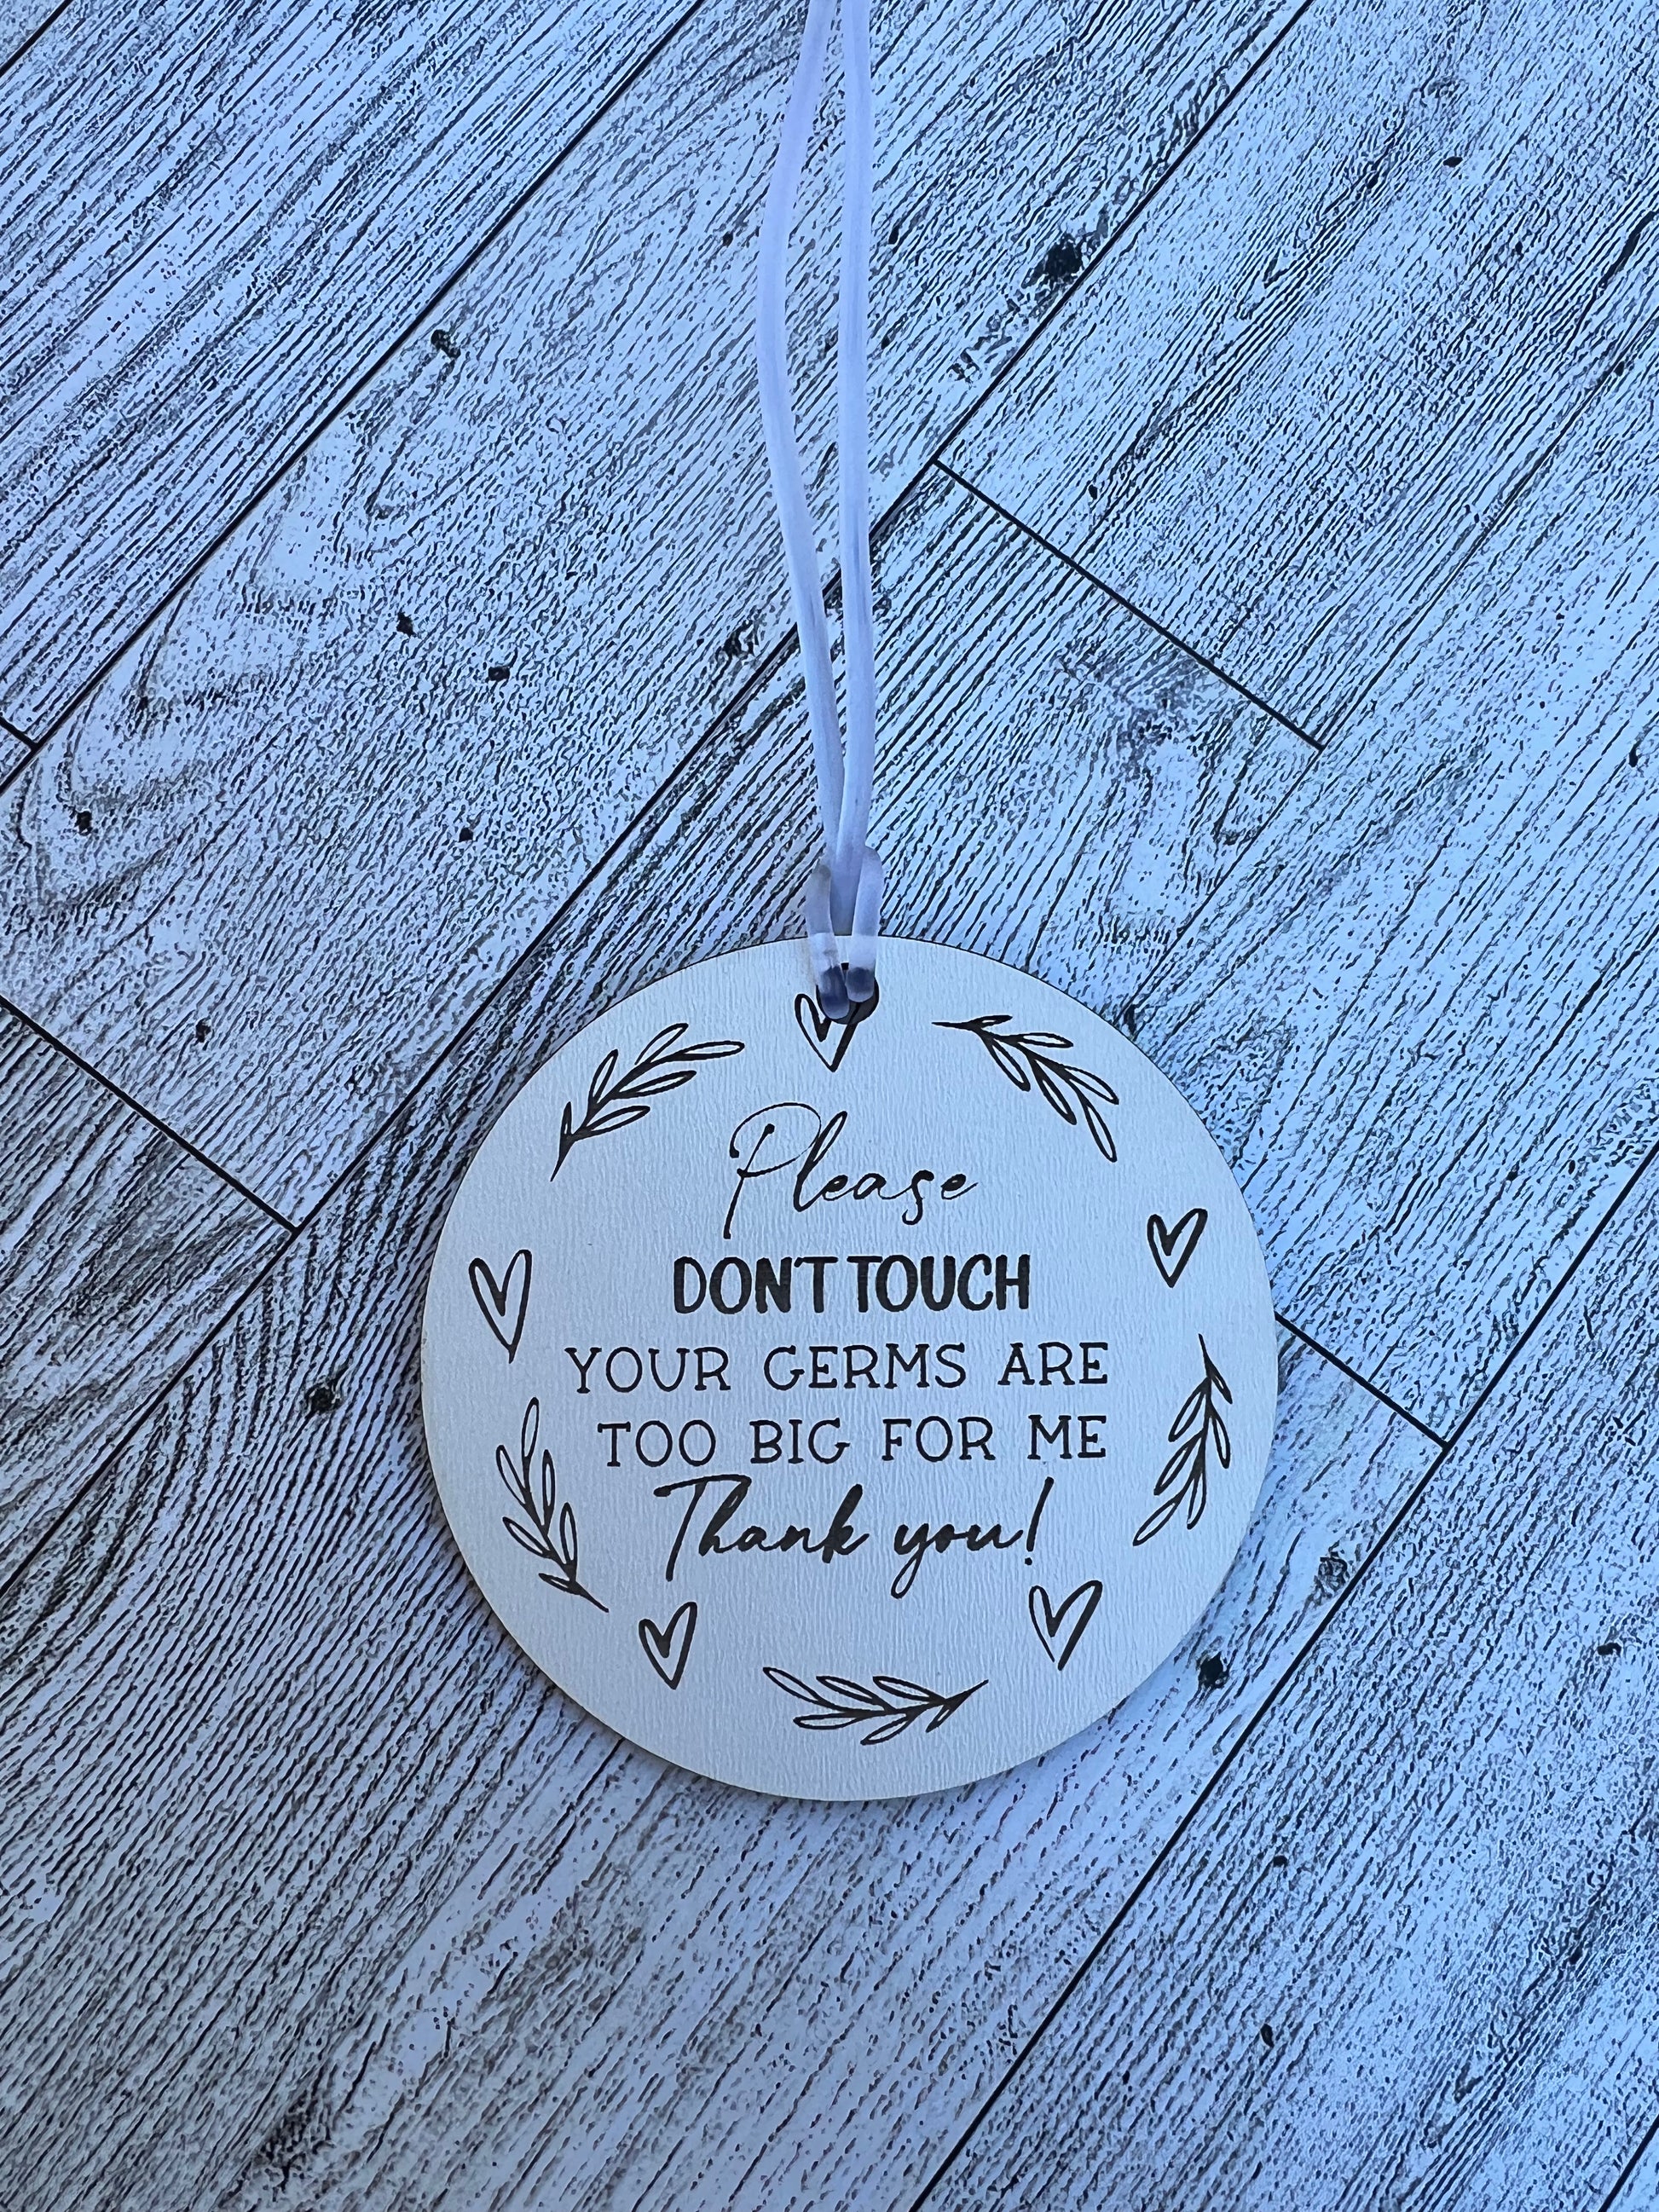 Please
DON'T TOUCH
YOUR GERMS ARE
TOO BIG FOR ME
Thank you!